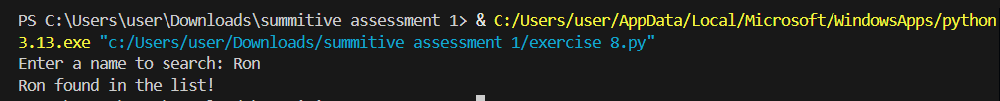 PS C:\Users\user\Downloads\summitive assessment 1> & C:/Users/user/AppData/Local/Microsoft/WindowsApps/python
3.13.exe "c:/Users/user/Downloads/summitive assessment 1/exercise 8.py"
Enter a name to search: Ron
Ron found in the list!